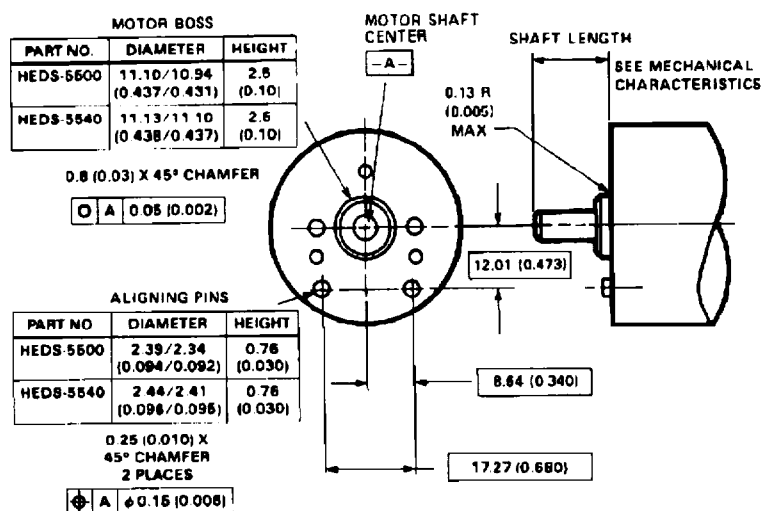 MOTOR BOSS
PART NO. DIAMETER HEIGHT
HEDS-5500 11.10/10.94 2.5
(0.437/0.431) (0.10)
HEDS-5540 11.13/11.10 2.6
(0.438/0.437) (0.10)
0.8 (0.03) X 45° CHAMFER
O A 0.05 (0.002)
MOTOR SHAFT
CENTER
-A-
SHAFT LENGTH
SEE MECHANICAL
CHARACTERISTICS
0.13 R
(0.005)
MAX
12.01 (0.473)
ALIGNING PINS
PART NO DIAMETER HEIGHT
HEDS-5500 2.39/2.34 0.76
(0.094/0.092) (0.030)
HEDS-5540 2.44/2.41 0.76
(0.096/0.095) (0.030)
0.25 (0.010) X
45° CHAMFER
2 PLACES
⌖ A ϕ 0.15 (0.006)
8.64 (0.340)
17.27 (0.680)